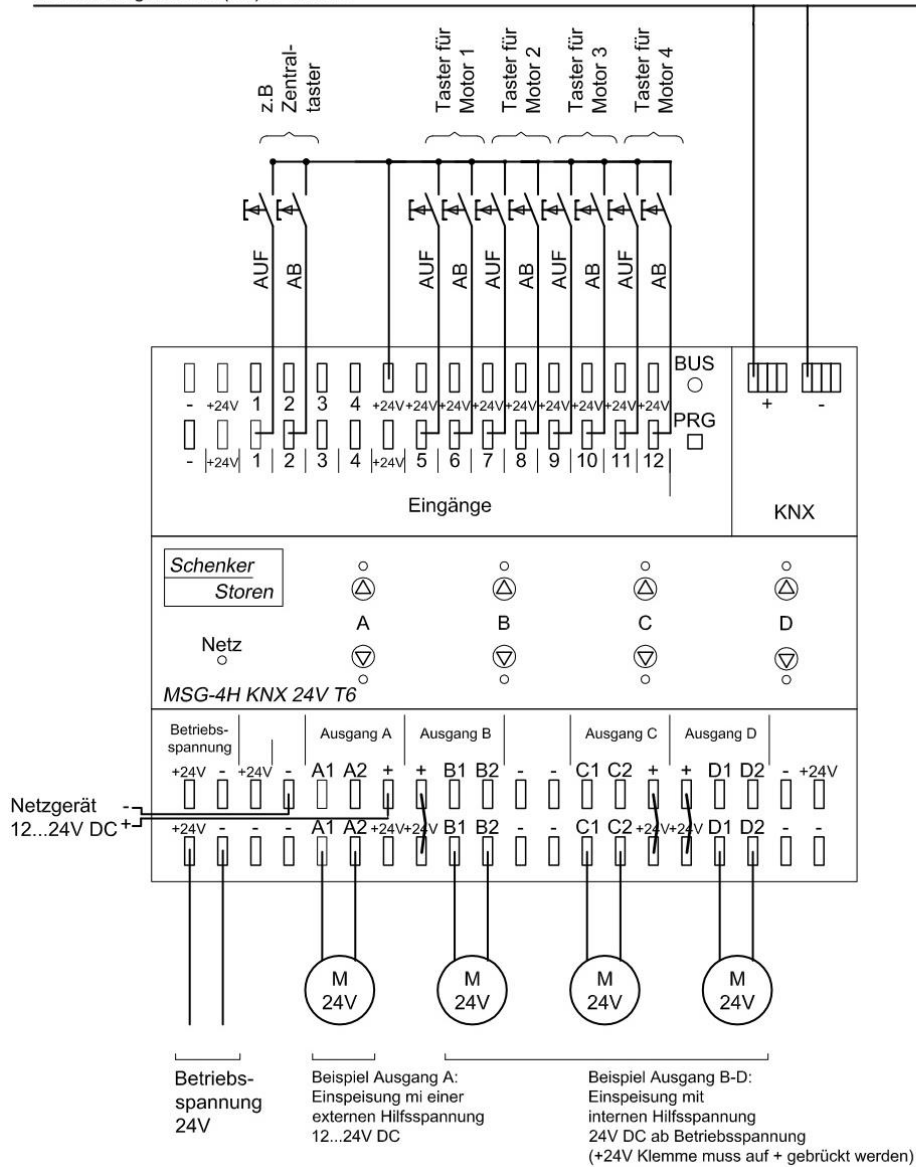 z.B
Zentral-
taster
Taster für
Motor 1
Taster für
Motor 2
Taster für
Motor 3
Taster für
Motor 4
AUF
AB
AUF
AB
AUF
AB
AUF
AB
AUF
AB
- +24V 1 2 3 4 +24V +24V +24V +24V +24V +24V +24V +24V +24V
BUS
PRG
- +24V 1 2 3 4 +24V 5 6 7 8 9 10 11 12
Eingänge
+ -
KNX
Schenker
Storen
Netz
A B C D
MSG-4H KNX 24V T6
Betriebs-
spannung
Ausgang A
Ausgang B
Ausgang C
Ausgang D
+24V - +24V - A1 A2 + + B1 B2 - - C1 C2 + + D1 D2 - +24V
Netzgerät -
12...24V DC +
+24V - - - A1 A2 +24V +24V B1 B2 - - C1 C2 +24V +24V D1 D2 - -
M
24V
M
24V
M
24V
M
24V
Betriebs-
spannung
24V
Beispiel Ausgang A:
Einspeisung mi einer
externen Hilfsspannung
12...24V DC
Beispiel Ausgang B-D:
Einspeisung mit
internen Hilfsspannung
24V DC ab Betriebsspannung
(+24V Klemme muss auf + gebrückt werden)